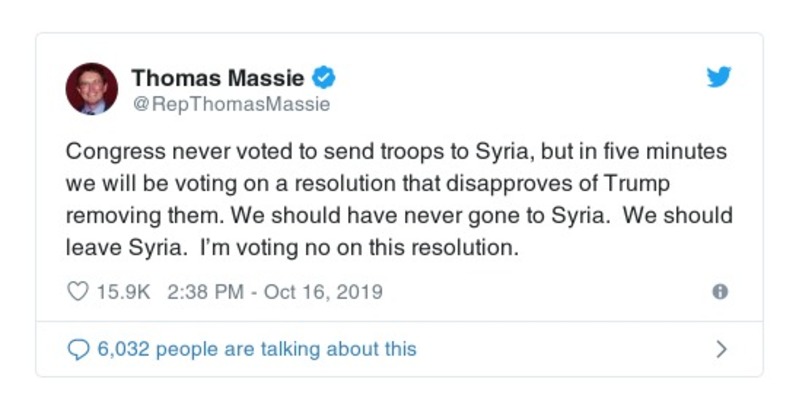 Thomas Massie
@RepThomasMassie
Congress never voted to send troops to Syria, but in five minutes
we will be voting on a resolution that disapproves of Trump
removing them. We should have never gone to Syria.  We should
leave Syria.  I’m voting no on this resolution.
15.9K 2:38 PM - Oct 16, 2019
6,032 people are talking about this